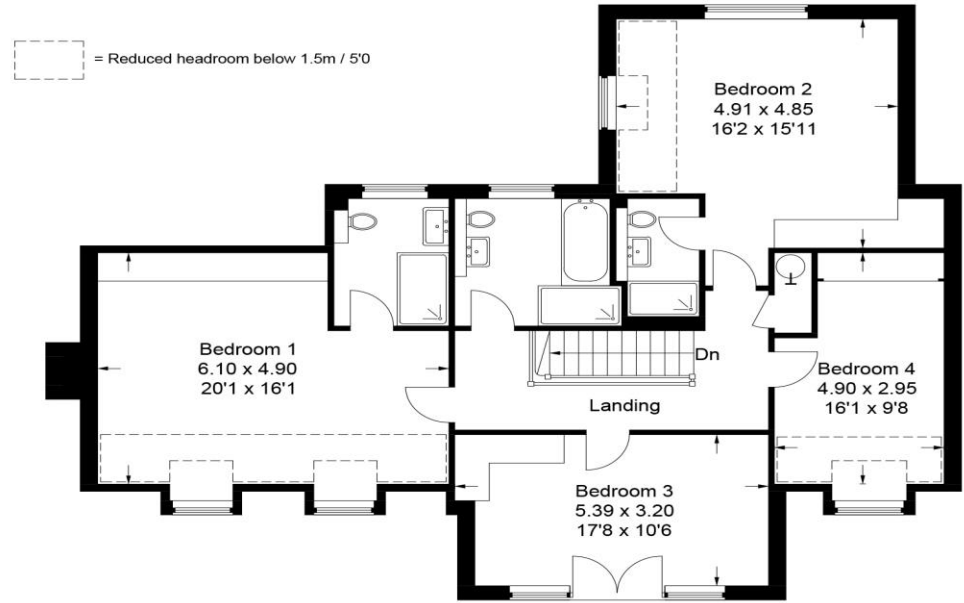 = Reduced headroom below 1.5m / 5'0
Bedroom 2
4.91 x 4.85
16'2 x 15'11
Bedroom 1
6.10 x 4.90
20'1 x 16'1
Dn
Landing
Bedroom 4
4.90 x 2.95
16'1 x 9'8
Bedroom 3
5.39 x 3.20
17'8 x 10'6